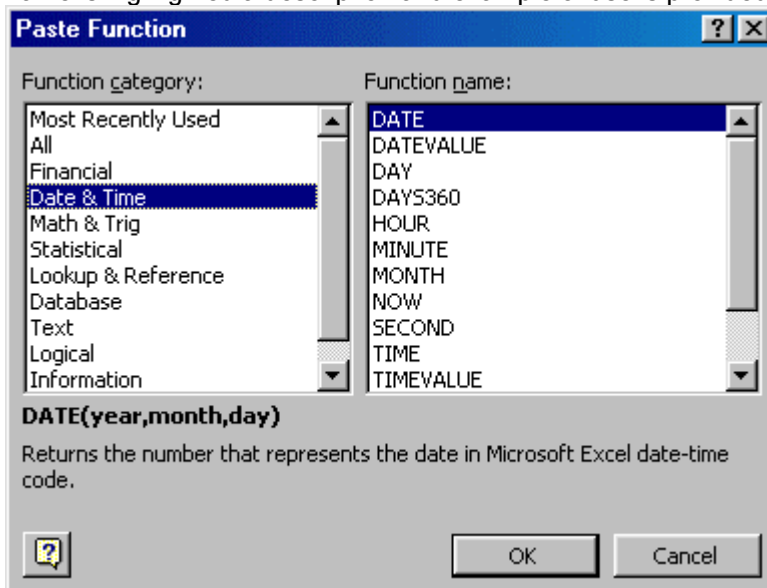 Paste Function
Function category:
Most Recently Used
All
Financial
Date & Time
Math & Trig
Statistical
Lookup & Reference
Database
Text
Logical
Information
Function name:
DATE
DATEVALUE
DAY
DAYS360
HOUR
MINUTE
MONTH
NOW
SECOND
TIME
TIMEVALUE
DATE(year,month,day)
Returns the number that represents the date in Microsoft Excel date-time
code.
OK
Cancel